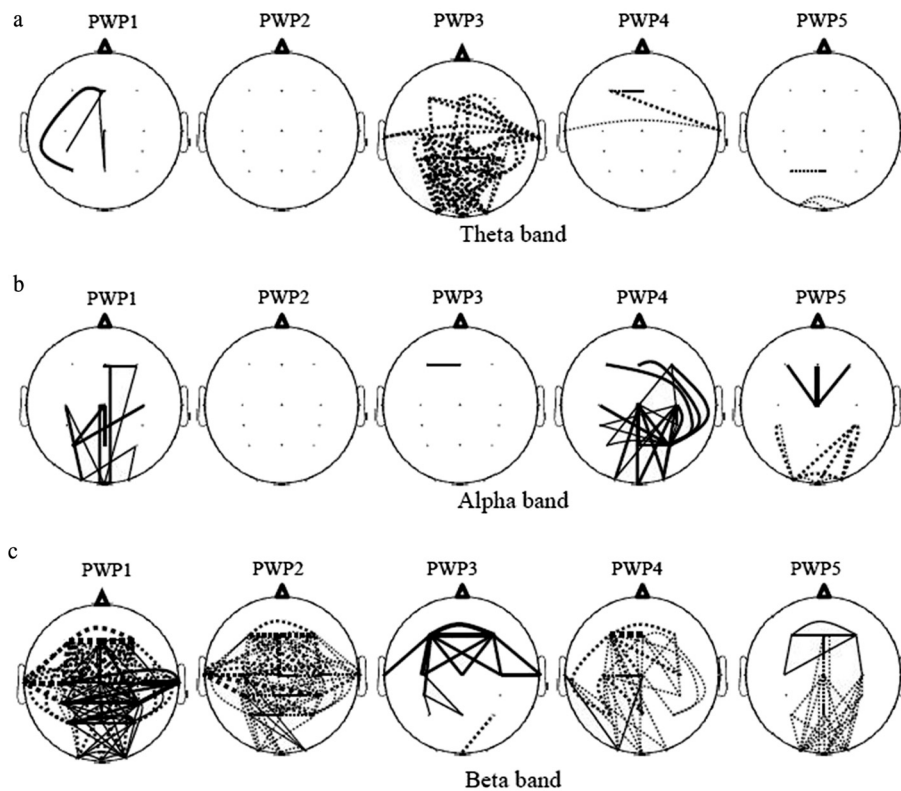 a
PWP1 PWP2 PWP3 PWP4 PWP5
Theta band
b
PWP1 PWP2 PWP3 PWP4 PWP5
Alpha band
c
PWP1 PWP2 PWP3 PWP4 PWP5
Beta band